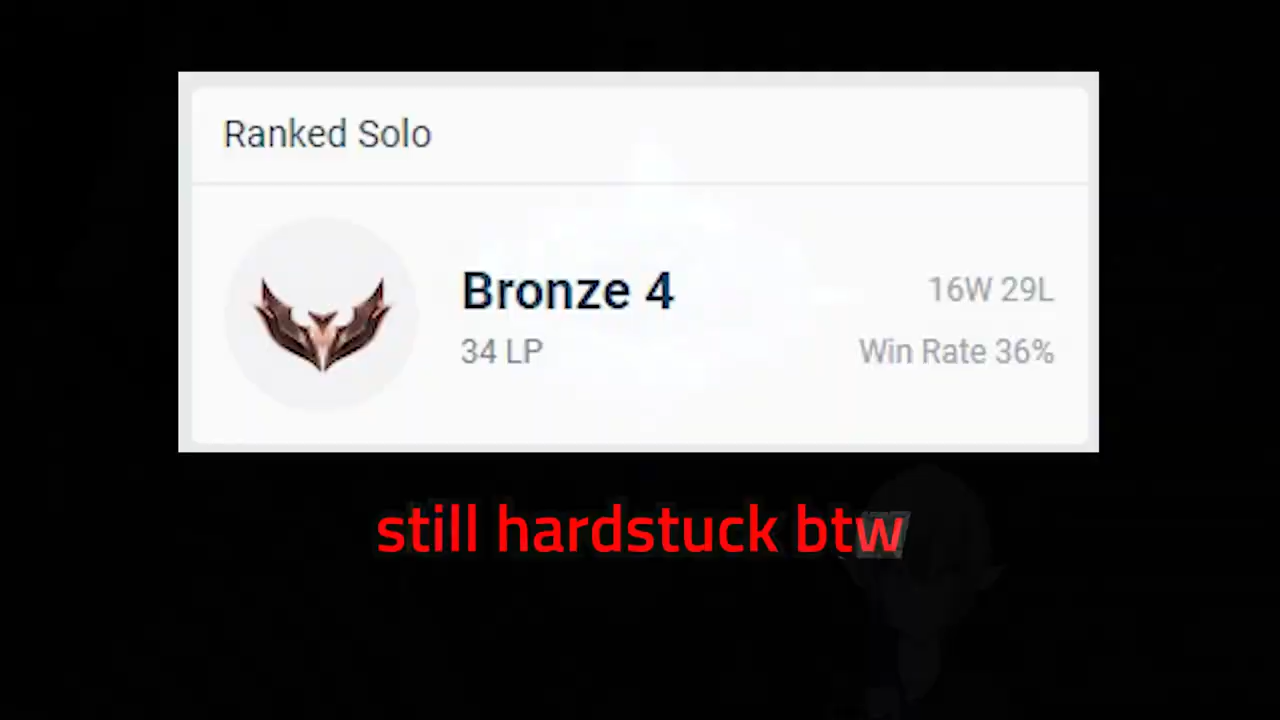 Ranked Solo
Bronze 4
16W 29L
34 LP
Win Rate 36%
still hardstuck btw